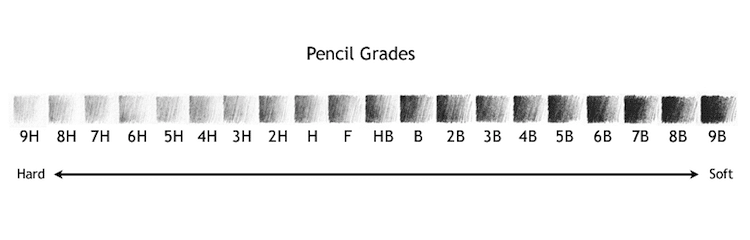 Pencil Grades
9H 8H 7H 6H 5H 4H 3H 2H H F HB B 2B 3B 4B 5B 6B 7B 8B 9B
Hard Soft